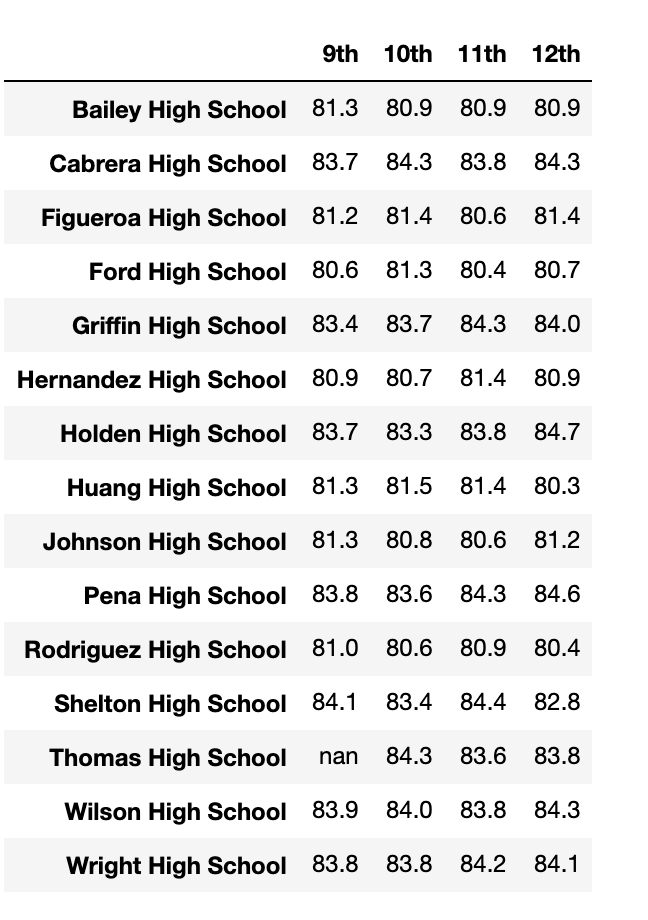 9th 10th 11th 12th
Bailey High School 81.3 80.9 80.9 80.9
Cabrera High School 83.7 84.3 83.8 84.3
Figueroa High School 81.2 81.4 80.6 81.4
Ford High School 80.6 81.3 80.4 80.7
Griffin High School 83.4 83.7 84.3 84.0
Hernandez High School 80.9 80.7 81.4 80.9
Holden High School 83.7 83.3 83.8 84.7
Huang High School 81.3 81.5 81.4 80.3
Johnson High School 81.3 80.8 80.6 81.2
Pena High School 83.8 83.6 84.3 84.6
Rodriguez High School 81.0 80.6 80.9 80.4
Shelton High School 84.1 83.4 84.4 82.8
Thomas High School nan 84.3 83.6 83.8
Wilson High School 83.9 84.0 83.8 84.3
Wright High School 83.8 83.8 84.2 84.1